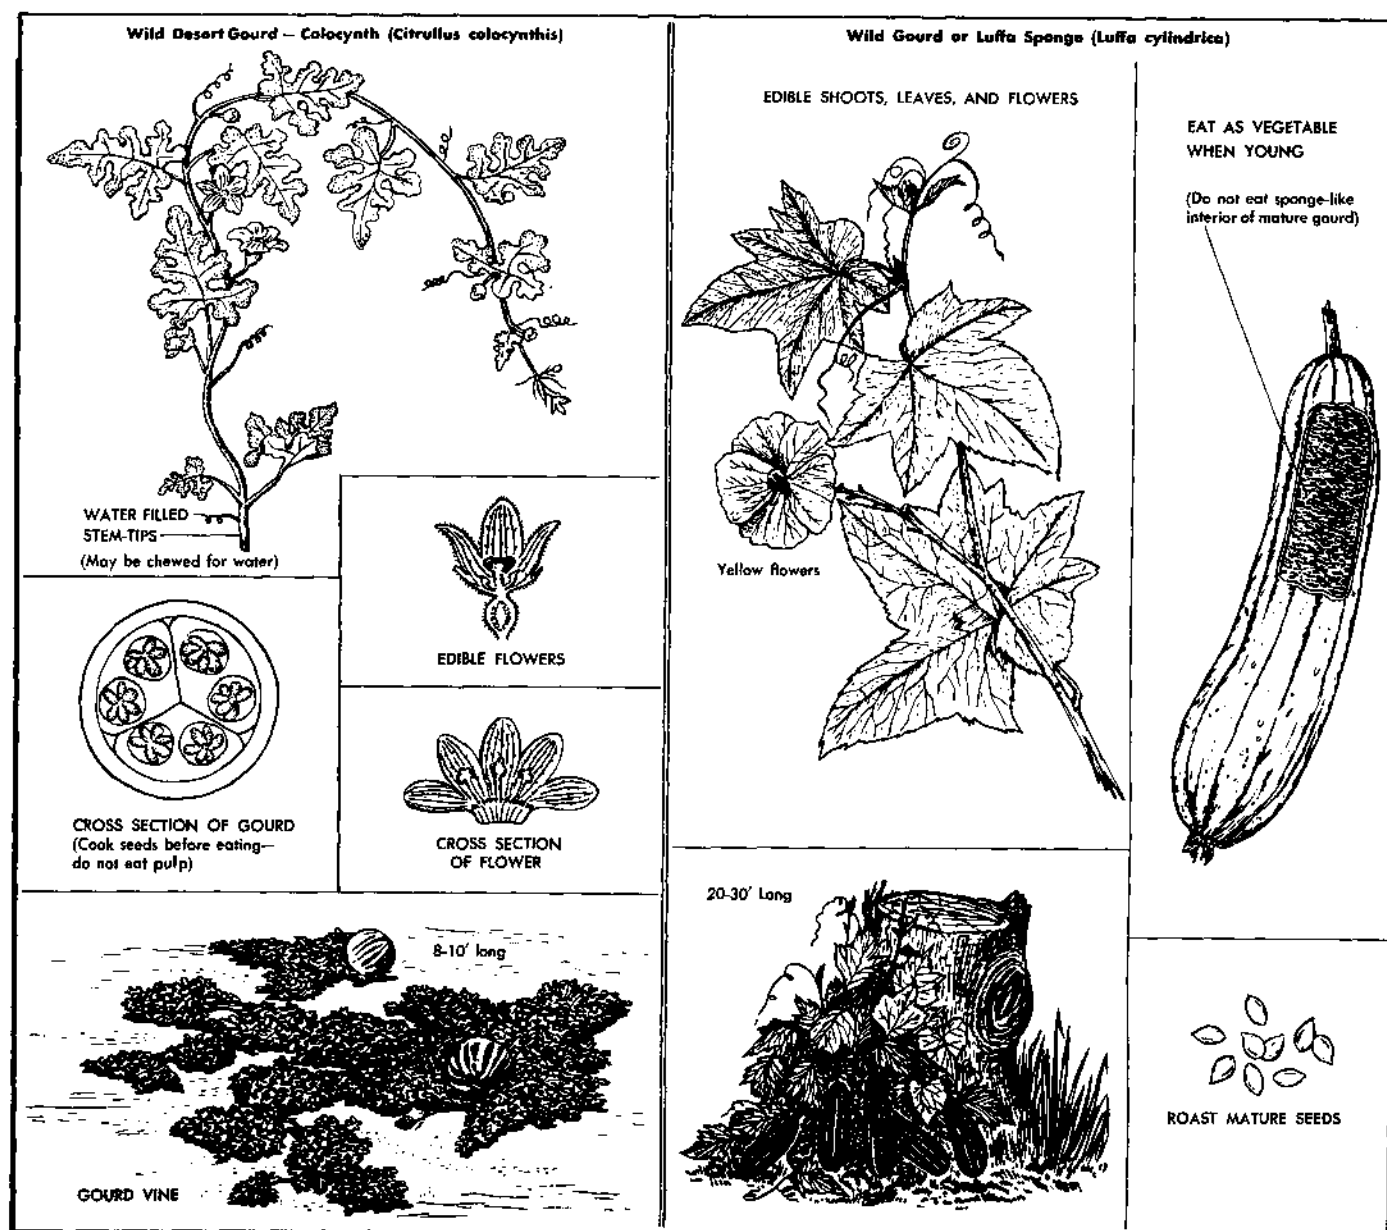 Wild Desert Gourd – Colocynth (Citrullus colocynthis)
WATER FILLED
STEM-TIPS
(May be chewed for water)
EDIBLE FLOWERS
CROSS SECTION OF GOURD
(Cook seeds before eating—
do not eat pulp)
CROSS SECTION
OF FLOWER
8-10' long
GOURD VINE
Wild Gourd or Luffa Sponge (Luffa cylindrica)
EDIBLE SHOOTS, LEAVES, AND FLOWERS
Yellow flowers
EAT AS VEGETABLE
WHEN YOUNG
(Do not eat sponge-like
interior of mature gourd)
20-30' Long
ROAST MATURE SEEDS